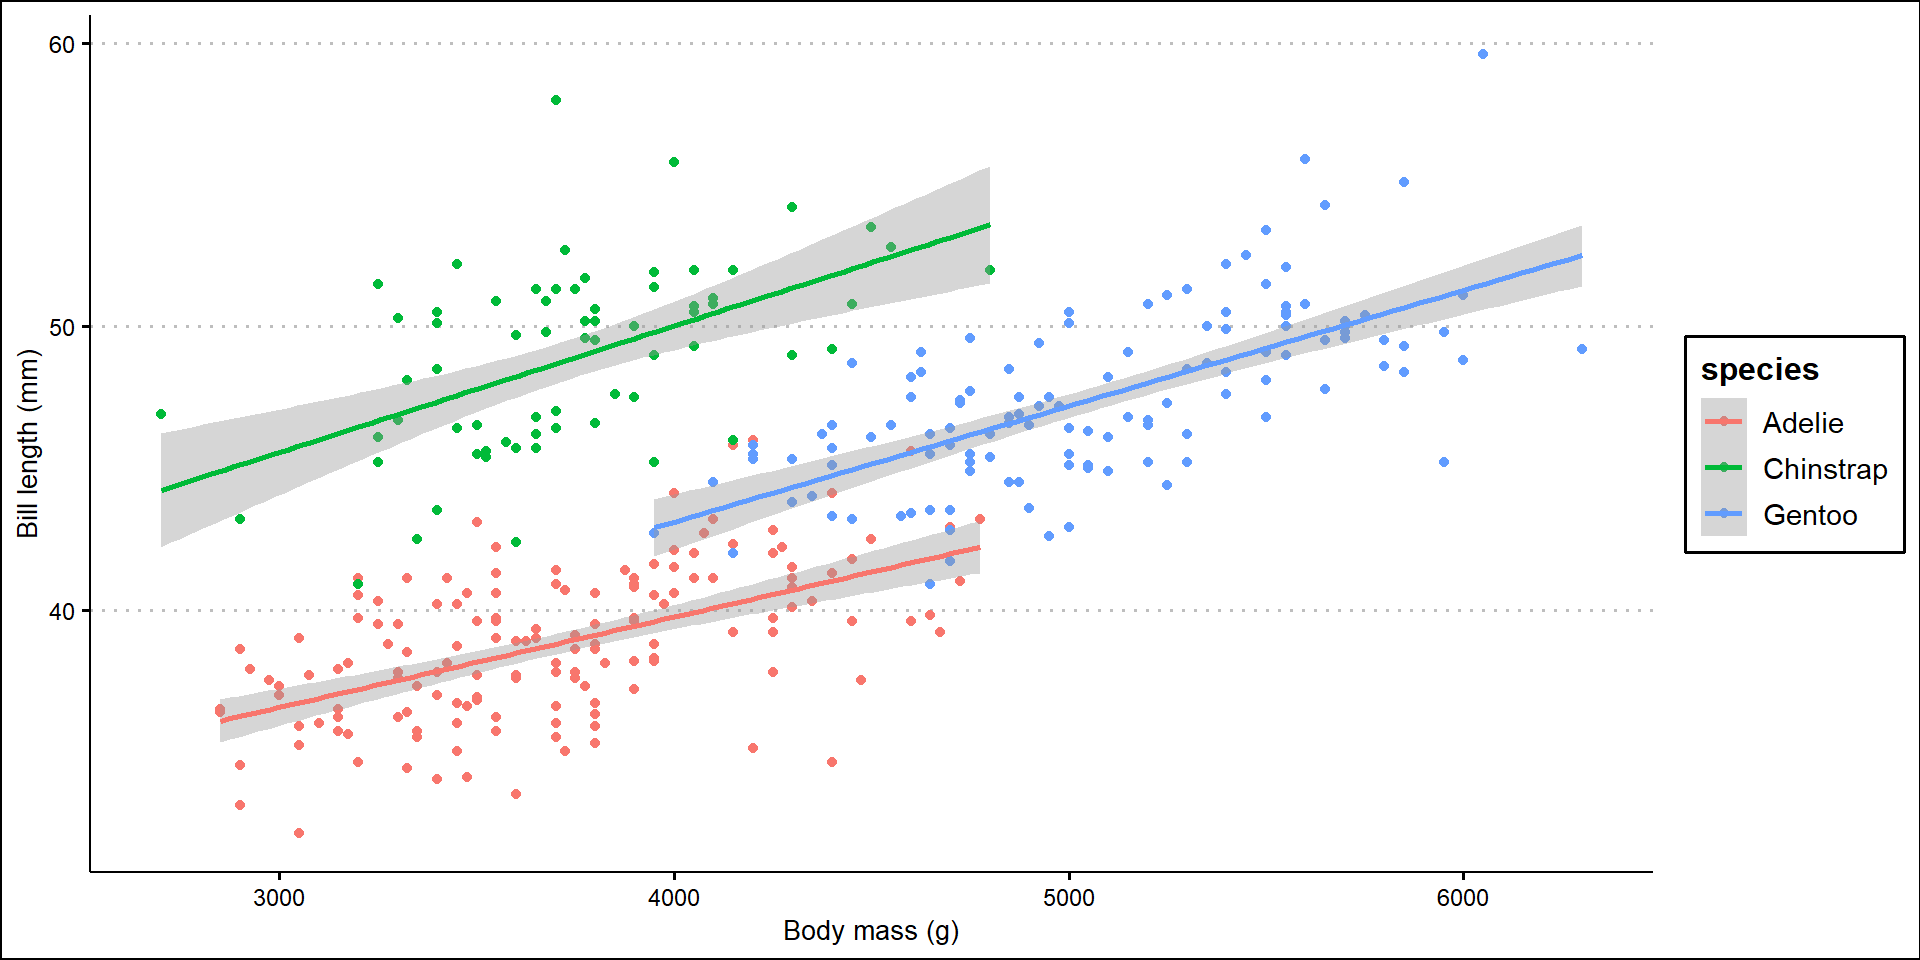 60
50
40
Bill length (mm)
3000
4000
5000
6000
Body mass (g)
species
Adelie
Chinstrap
Gentoo